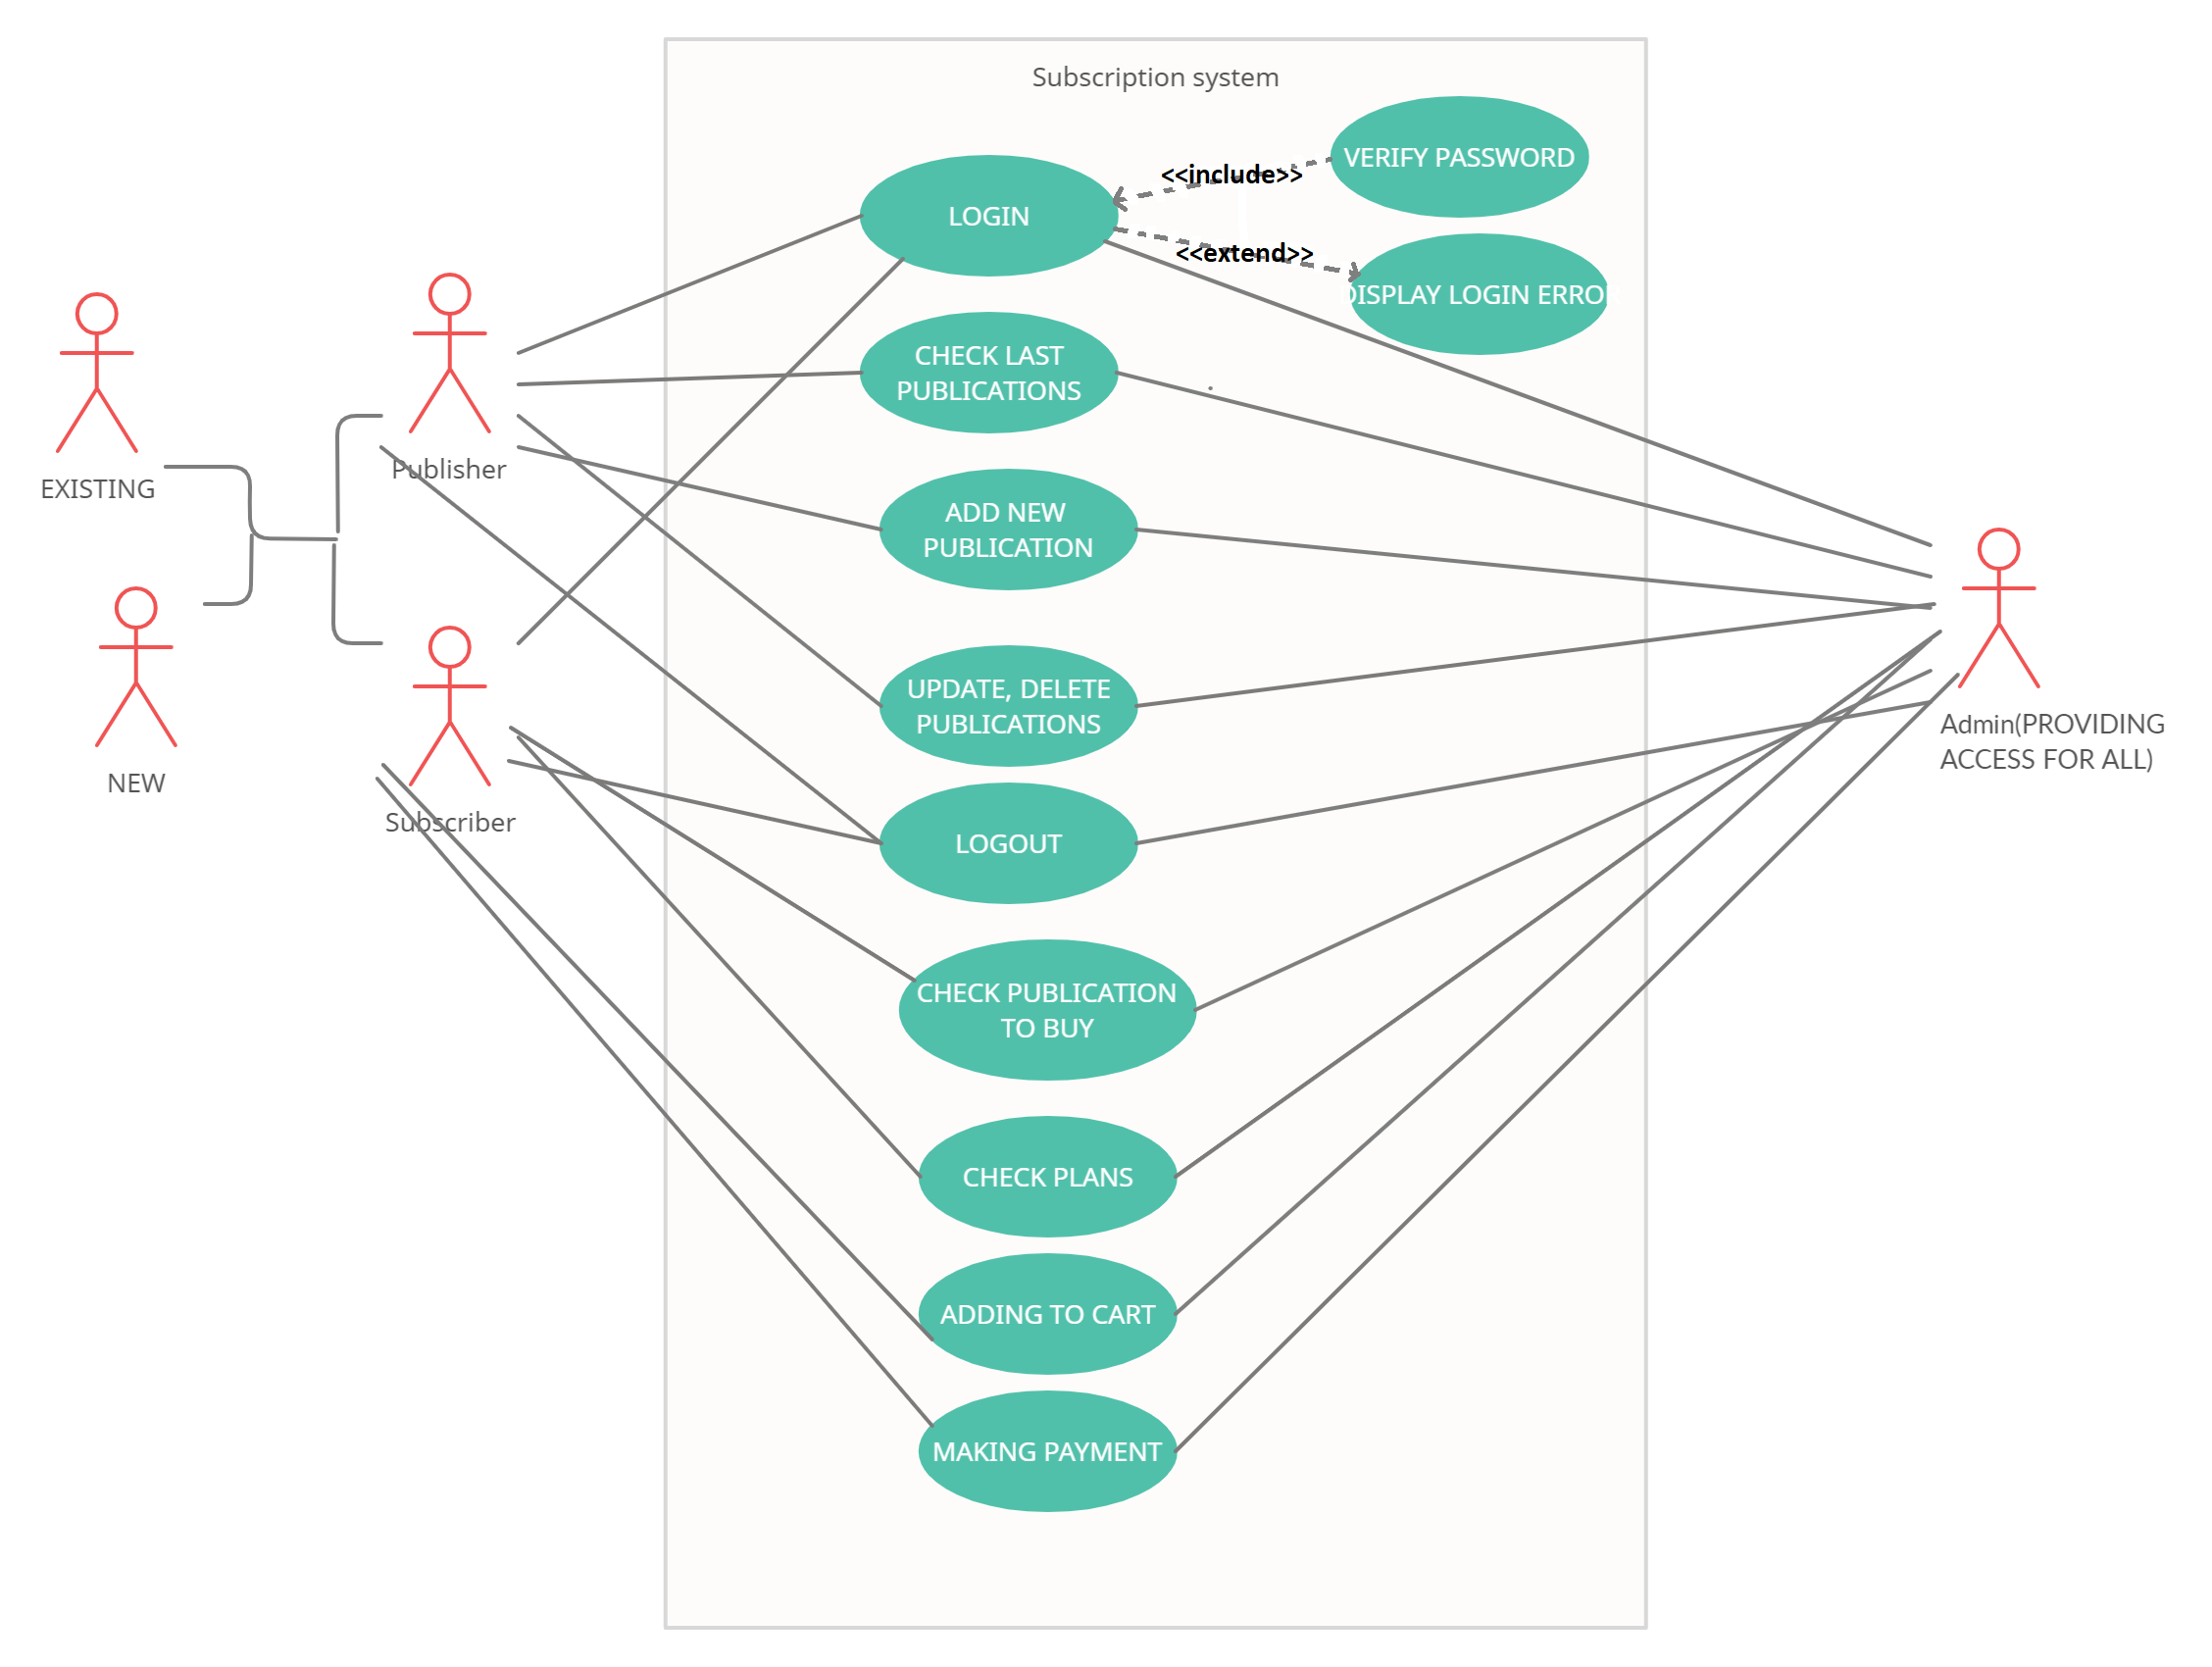 Subscription system
VERIFY PASSWORD
<<include>>
LOGIN
<<extend>>
DISPLAY LOGIN ERROR
CHECK LAST
PUBLICATIONS
Publisher
EXISTING
ADD NEW
PUBLICATION
UPDATE, DELETE
PUBLICATIONS
Admin(PROVIDING
ACCESS FOR ALL)
NEW
Subscriber
LOGOUT
CHECK PUBLICATION
TO BUY
CHECK PLANS
ADDING TO CART
MAKING PAYMENT